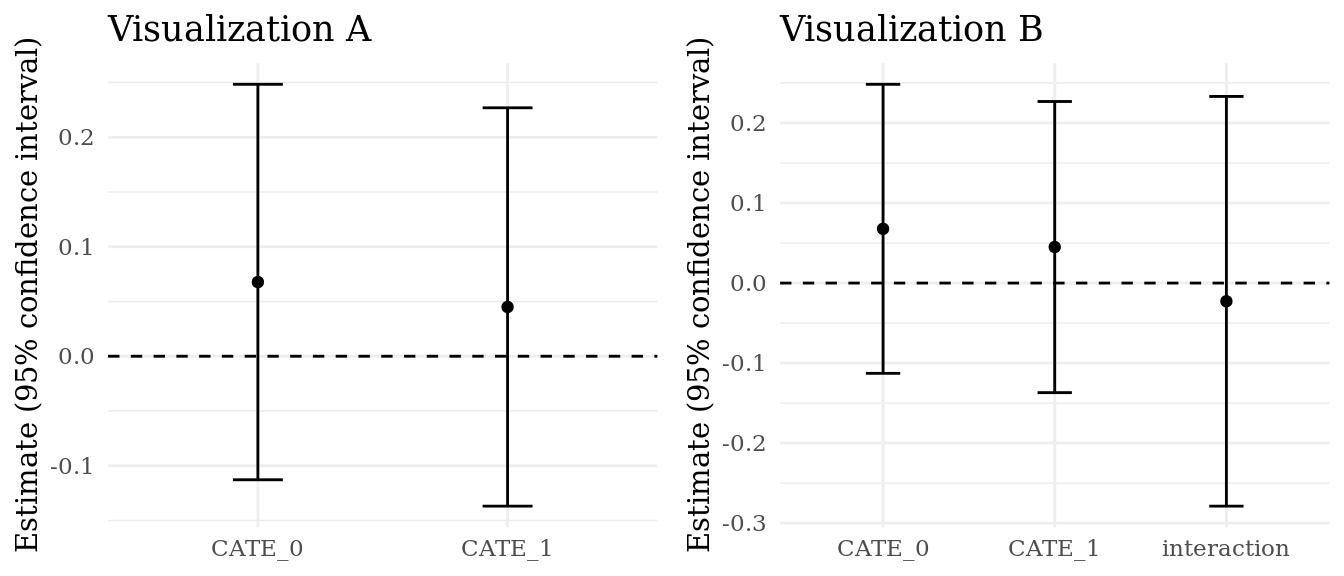 Visualization A
Estimate (95% confidence interval)
0.2
0.1
0.0
-0.1
CATE_0
CATE_1
Visualization B
Estimate (95% confidence interval)
0.2
0.1
0.0
-0.1
-0.2
-0.3
CATE_0
CATE_1
interaction